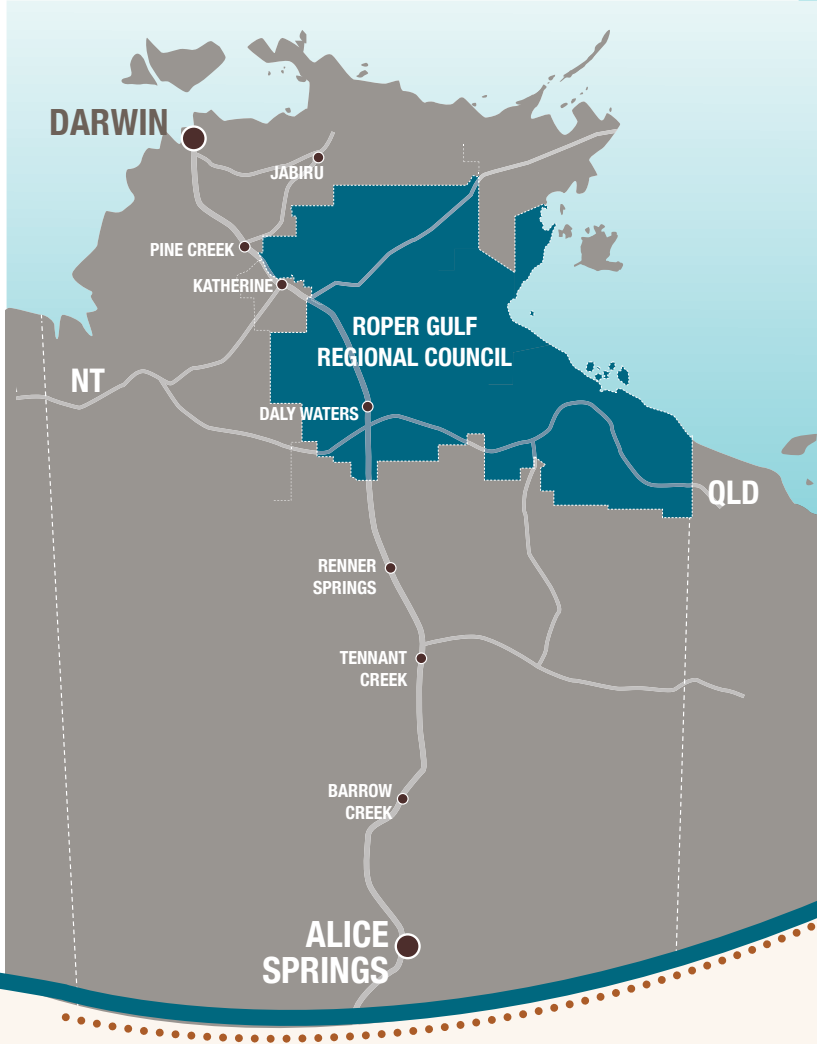 DARWIN
JABIRU
PINE CREEK
KATHERINE
ROPER GULF
REGIONAL COUNCIL
NT
DALY WATERS
QLD
RENNER
SPRINGS
TENNANT
CREEK
BARROW
CREEK
ALICE
SPRINGS